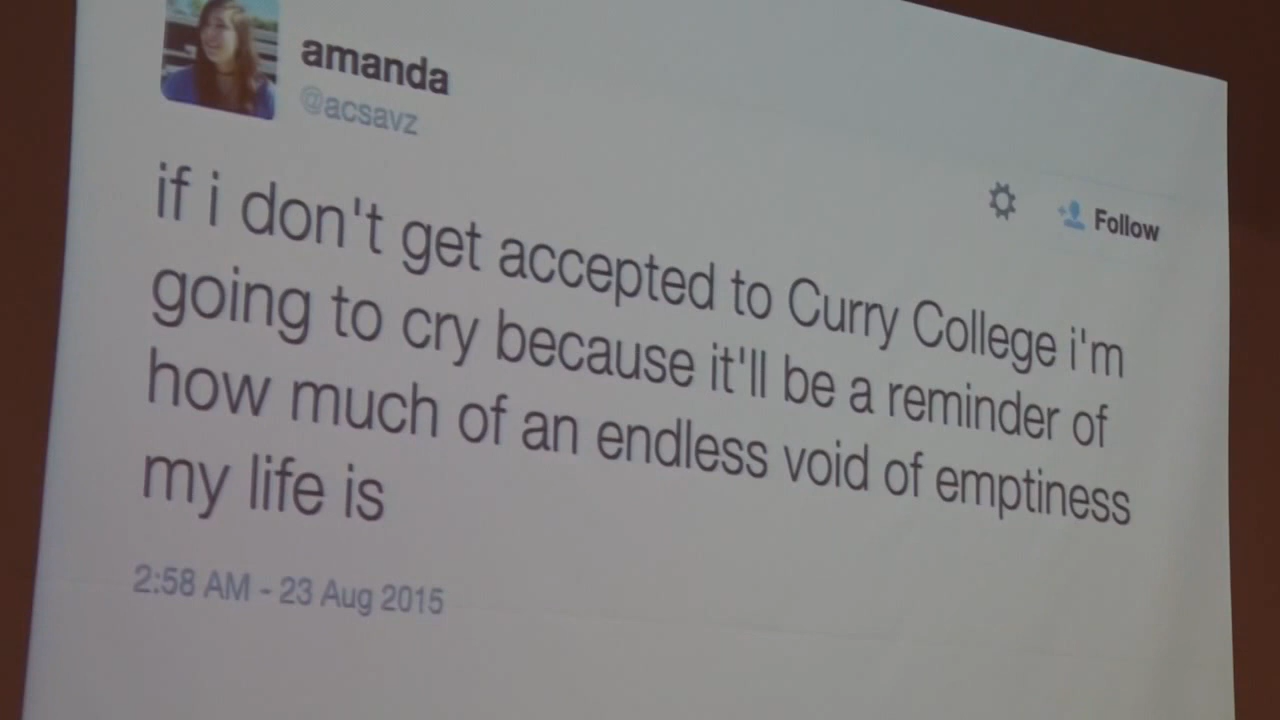 amanda
@acsavz
Follow
if i don't get accepted to Curry College i'm
going to cry because it'll be a reminder of
how much of an endless void of emptiness
my life is
2:58 AM - 23 Aug 2015